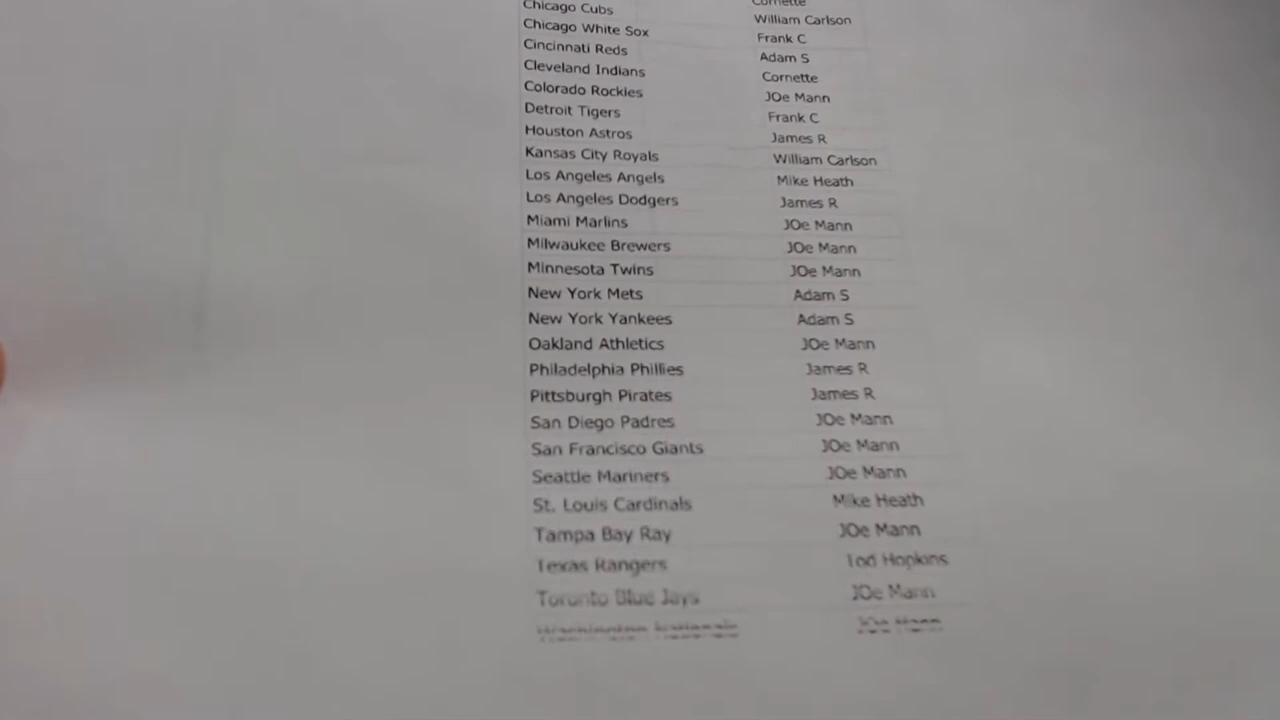 Cornette
Chicago Cubs William Carlson
Chicago White Sox Frank C
Cincinnati Reds Adam S
Cleveland Indians Cornette
Colorado Rockies JOe Mann
Detroit Tigers Frank C
Houston Astros James R
Kansas City Royals William Carlson
Los Angeles Angels Mike Heath
Los Angeles Dodgers James R
Miami Marlins JOe Mann
Milwaukee Brewers JOe Mann
Minnesota Twins JOe Mann
New York Mets Adam S
New York Yankees Adam S
Oakland Athletics JOe Mann
Philadelphia Phillies James R
Pittsburgh Pirates James R
San Diego Padres JOe Mann
San Francisco Giants JOe Mann
Seattle Mariners JOe Mann
St. Louis Cardinals Mike Heath
Tampa Bay Ray JOe Mann
Texas Rangers Tod Hopkins
Toronto Blue Jays JOe Mann